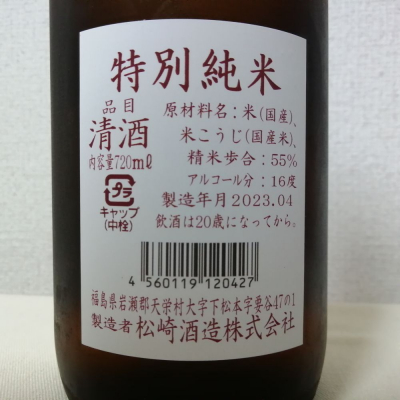 特別純米
品目
清酒
内容量720ml
プラ
キャップ
(中栓)
原材料名：米(国産)、
米こうじ(国産米)、
精米歩合：55%
アルコール分：16度
製造年月 2023.04
飲酒は20歳になってから。
4 560119 120427
福島県岩瀬郡天栄村大字下松本字要谷47の1
製造者 松崎酒造株式会社